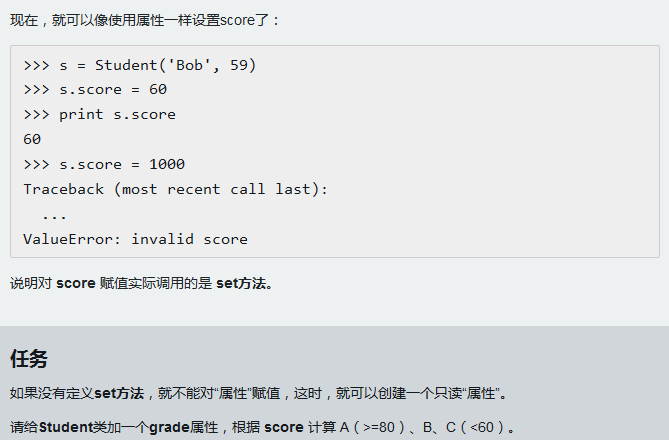 现在，就可以像使用属性一样设置score了：
>>> s = Student('Bob', 59)
>>> s.score = 60
>>> print s.score
60
>>> s.score = 1000
Traceback (most recent call last):
  ...
ValueError: invalid score
说明对 score 赋值实际调用的是 set方法。
任务
如果没有定义set方法，就不能对“属性”赋值，这时，就可以创建一个只读“属性”。
请给Student类加一个grade属性，根据 score 计算 A（>=80）、B、C（<60）。